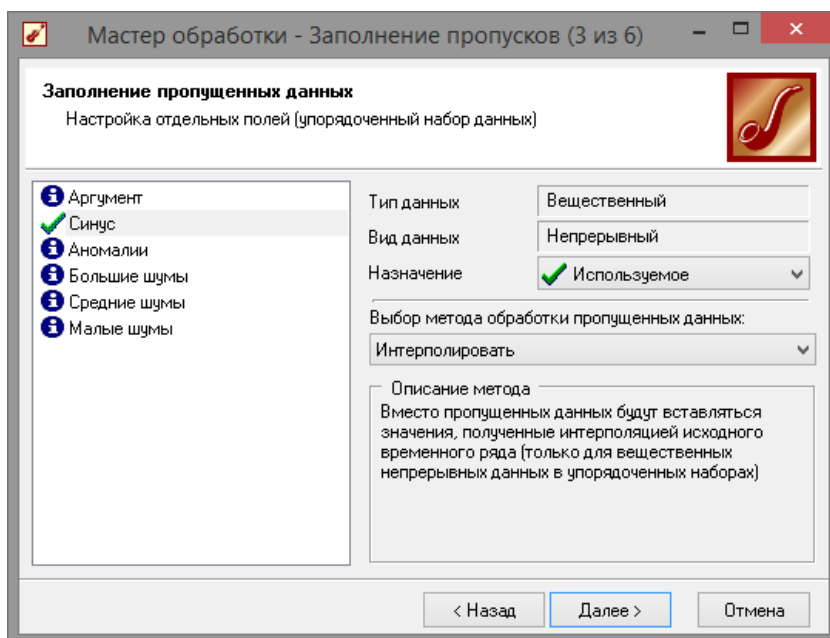 Мастер обработки - Заполнение пропусков (3 из 6)
Заполнение пропущенных данных
Настройка отдельных полей (упорядоченный набор данных)
Аргумент
Синус
Аномалии
Большие шумы
Средние шумы
Малые шумы
Тип данных
Вещественный
Вид данных
Непрерывный
Назначение
Используемое
Выбор метода обработки пропущенных данных:
Интерполировать
Описание метода
Вместо пропущенных данных будут вставляться
значения, полученные интерполяцией исходного
временного ряда (только для вещественных
непрерывных данных в упорядоченных наборах)
< Назад
Далее >
Отмена